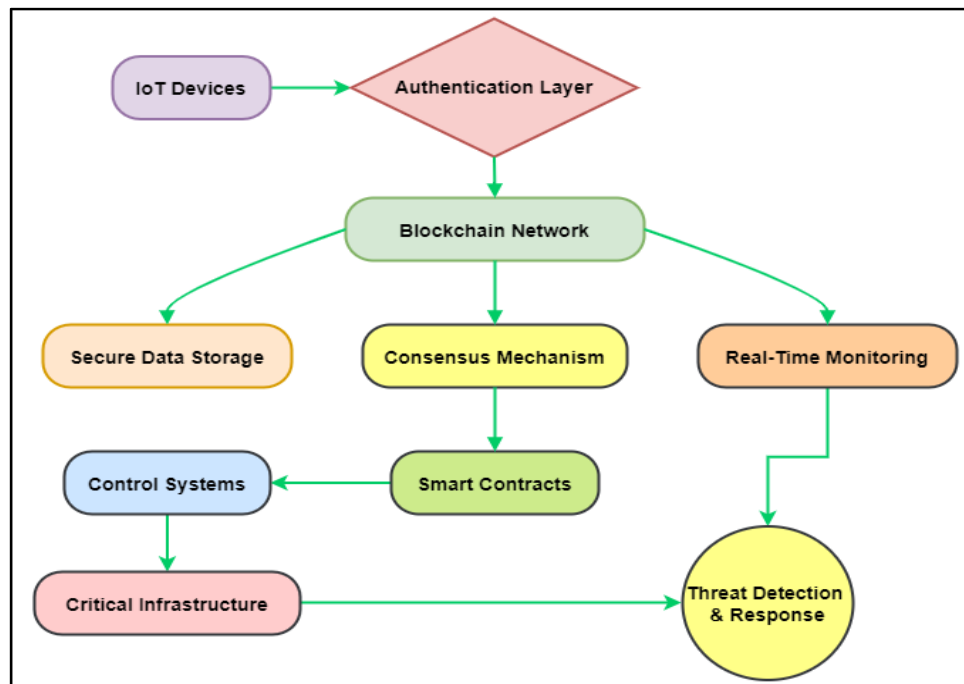 IoT Devices
Authentication Layer
Blockchain Network
Secure Data Storage
Consensus Mechanism
Real-Time Monitoring
Control Systems
Smart Contracts
Critical Infrastructure
Threat Detection
& Response